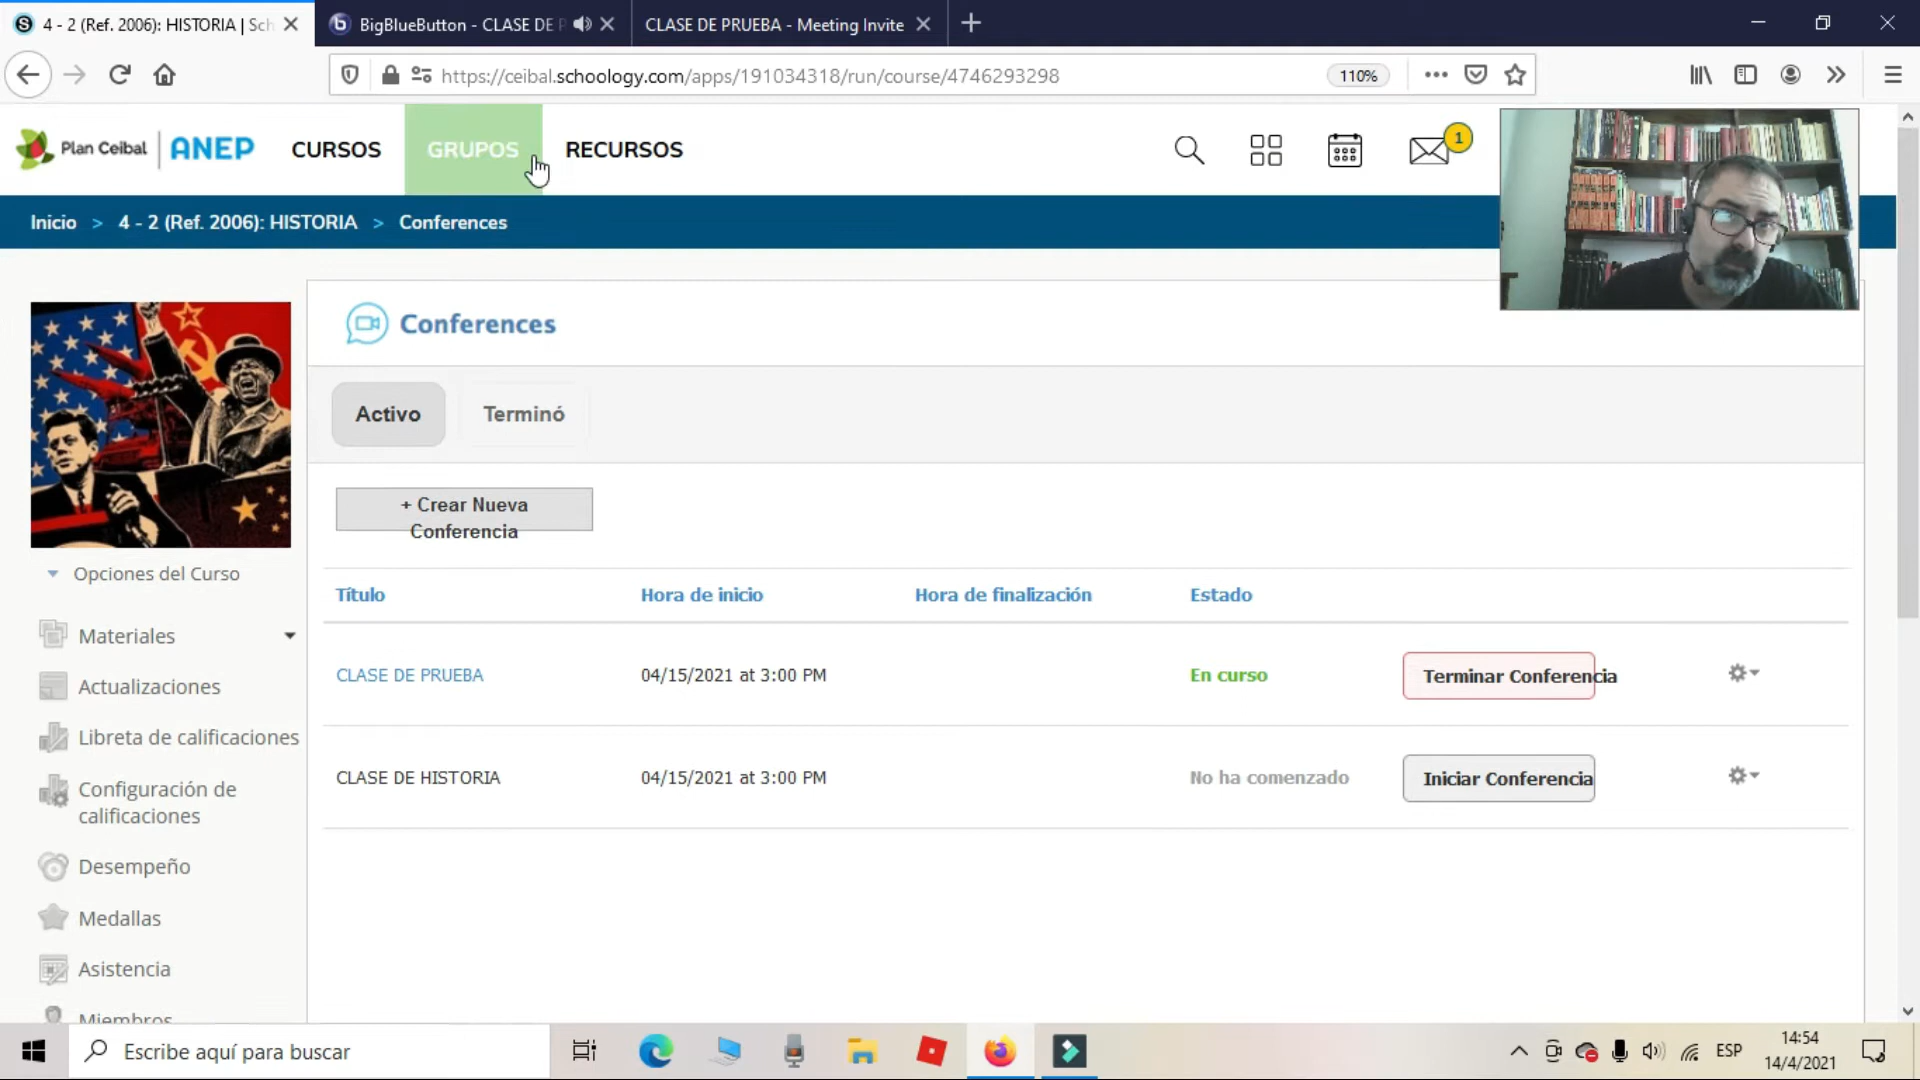 4 - 2 (Ref. 2006): HISTORIA | Sch
BigBlueButton - CLASE DE P
CLASE DE PRUEBA - Meeting Invite
https://ceibal.schoology.com/apps/191034318/run/course/4746293298
110%
Plan Ceibal
ANEP
CURSOS
GRUPOS
RECURSOS
1
Inicio > 4 - 2 (Ref. 2006): HISTORIA > Conferences
Conferences
Activo
Terminó
+ Crear Nueva
Conferencia
Título
Hora de inicio
Hora de finalización
Estado
CLASE DE PRUEBA
04/15/2021 at 3:00 PM
En curso
Terminar Conferencia
CLASE DE HISTORIA
04/15/2021 at 3:00 PM
No ha comenzado
Iniciar Conferencia
Opciones del Curso
Materiales
Actualizaciones
Libreta de calificaciones
Configuración de
calificaciones
Desempeño
Medallas
Asistencia
Miembros
Escribe aquí para buscar
ESP
14:54
14/4/2021